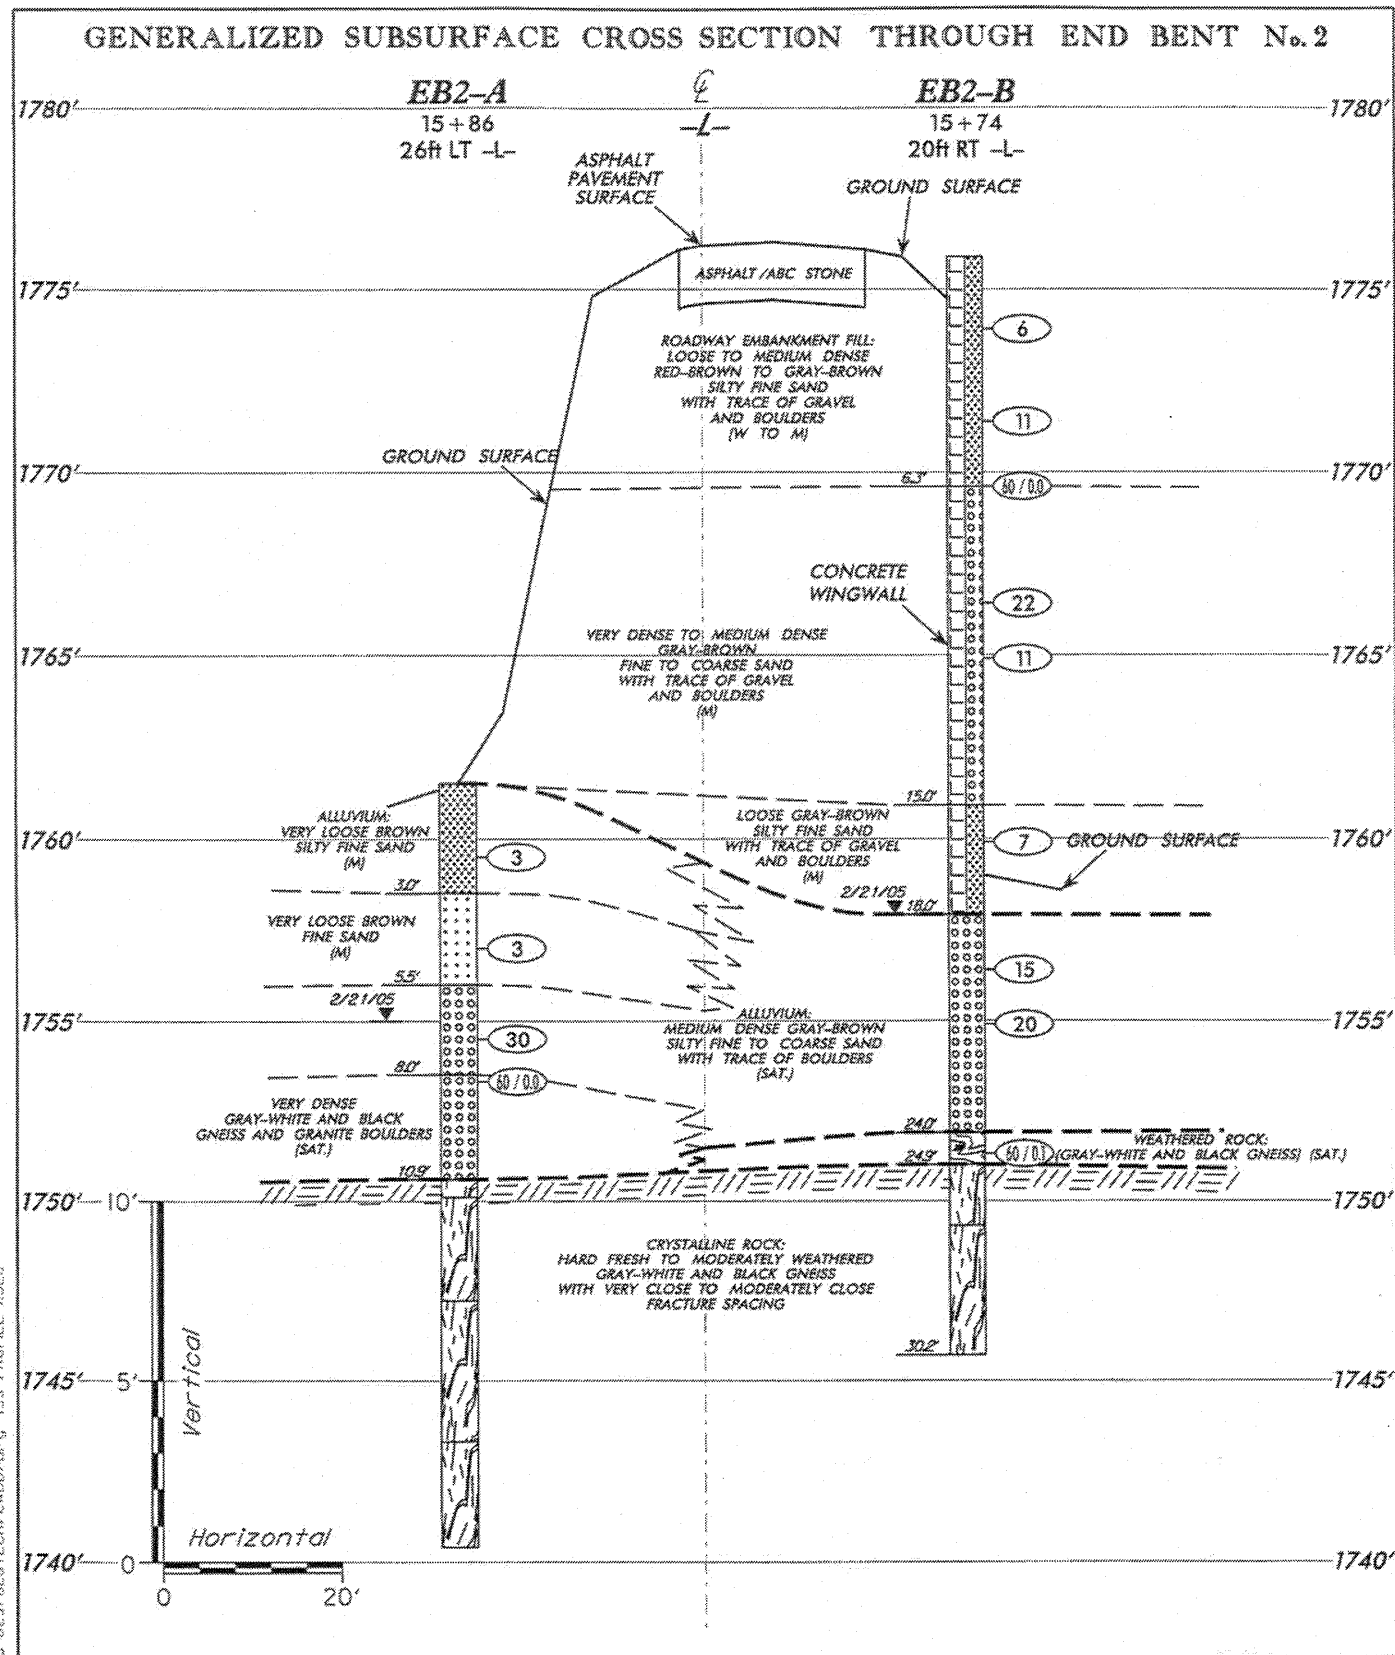 GENERALIZED SUBSURFACE CROSS SECTION THROUGH END BENT No. 2
EB2-A
15+86
26ft LT -L-
℄
-L-
EB2-B
15+74
20ft RT -L-
1780'
1780'
ASPHALT
PAVEMENT
SURFACE
GROUND SURFACE
ASPHALT/ABC STONE
1775'
1775'
6
ROADWAY EMBANKMENT FILL:
LOOSE TO MEDIUM DENSE
RED-BROWN TO GRAY-BROWN
SILTY FINE SAND
WITH TRACE OF GRAVEL
AND BOULDERS
(W TO M)
11
GROUND SURFACE
1770'
1770'
6.3'
60/0.0
CONCRETE
WINGWALL
22
VERY DENSE TO MEDIUM DENSE
GRAY-BROWN
FINE TO COARSE SAND
WITH TRACE OF GRAVEL
AND BOULDERS
(M)
1765'
1765'
11
15.0'
ALLUVIUM:
VERY LOOSE BROWN
SILTY FINE SAND
(M)
LOOSE GRAY-BROWN
SILTY FINE SAND
WITH TRACE OF GRAVEL
AND BOULDERS
(M)
1760'
1760'
3
7
GROUND SURFACE
3.0'
2/21/05
18.0'
VERY LOOSE BROWN
FINE SAND
(M)
3
15
5.5'
2/21/05
1755'
1755'
30
20
ALLUVIUM:
MEDIUM DENSE GRAY-BROWN
SILTY FINE TO COARSE SAND
WITH TRACE OF BOULDERS
(SAT.)
8.0'
60/0.0
VERY DENSE
GRAY-WHITE AND BLACK
GNEISS AND GRANITE BOULDERS
(SAT.)
24.0'
WEATHERED ROCK:
60/0.1
(GRAY-WHITE AND BLACK GNEISS) (SAT.)
24.9'
10.9'
1750'
10'
1750'
CRYSTALLINE ROCK:
HARD FRESH TO MODERATELY WEATHERED
GRAY-WHITE AND BLACK GNEISS
WITH VERY CLOSE TO MODERATELY CLOSE
FRACTURE SPACING
30.2'
1745'
5'
1745'
Vertical
Horizontal
1740'
0
1740'
0
20'